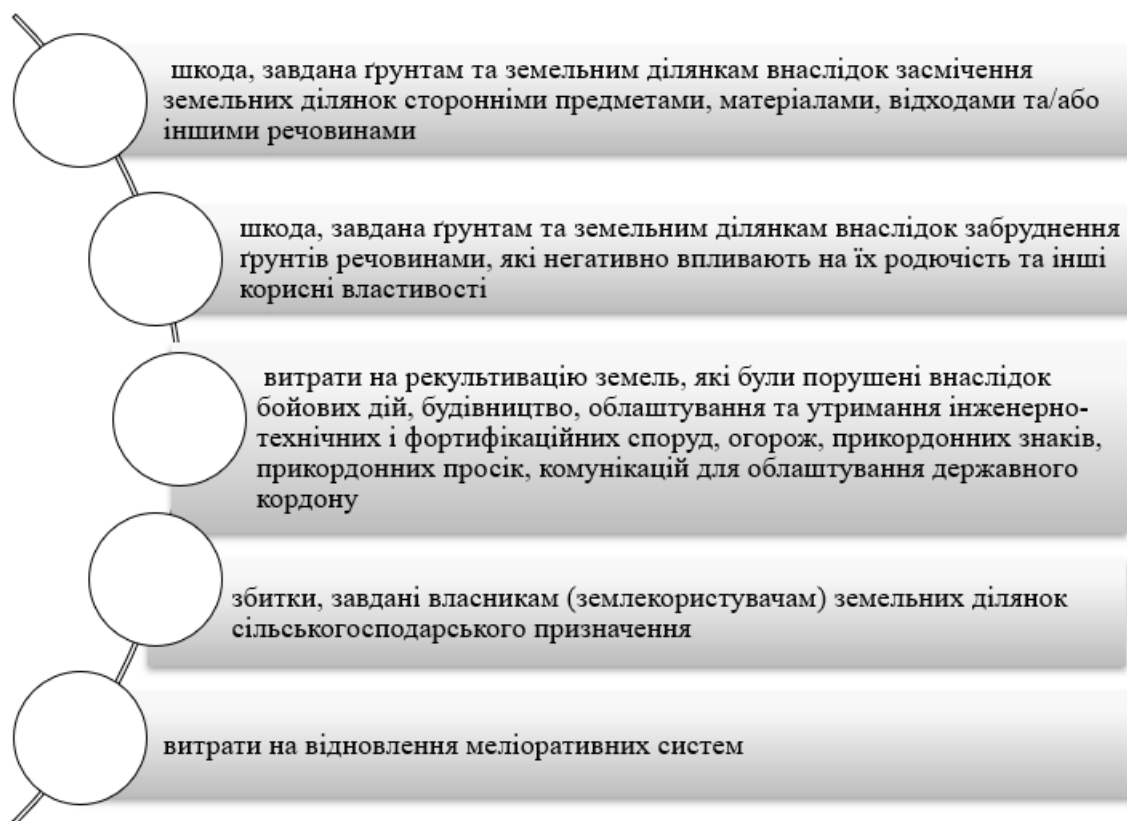 шкода, завдана ґрунтам та земельним ділянкам внаслідок засмічення
земельних ділянок сторонніми предметами, матеріалами, відходами та/або
іншими речовинами
шкода, завдана ґрунтам та земельним ділянкам внаслідок забруднення
ґрунтів речовинами, які негативно впливають на їх родючість та інші
корисні властивості
витрати на рекультивацію земель, які були порушені внаслідок
бойових дій, будівництво, облаштування та утримання інженерно-
технічних і фортифікаційних споруд, огорож, прикордонних знаків,
прикордонних просік, комунікацій для облаштування державного
кордону
збитки, завдані власникам (землекористувачам) земельних ділянок
сільськогосподарського призначення
витрати на відновлення меліоративних систем